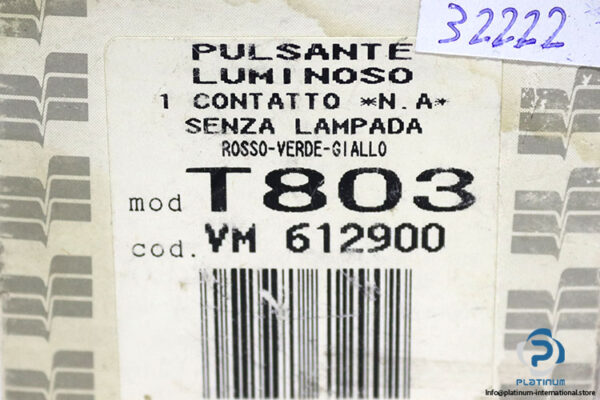 32222
PULSANTE
LUMINOSO
1 CONTATTO *N.A*
SENZA LAMPADA
ROSSO-VERDE-GIALLO
mod T803
cod. VM 612900
PLATINUM
Info@platinum-international.store